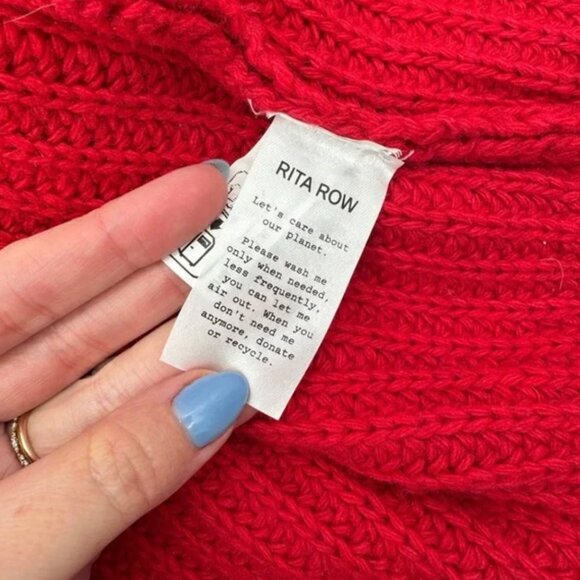 RITA ROW
Let's care about
our planet.
Please wash me
only when needed,
less frequently,
you can let me
air out. When you
don't need me
anymore, donate
or recycle.